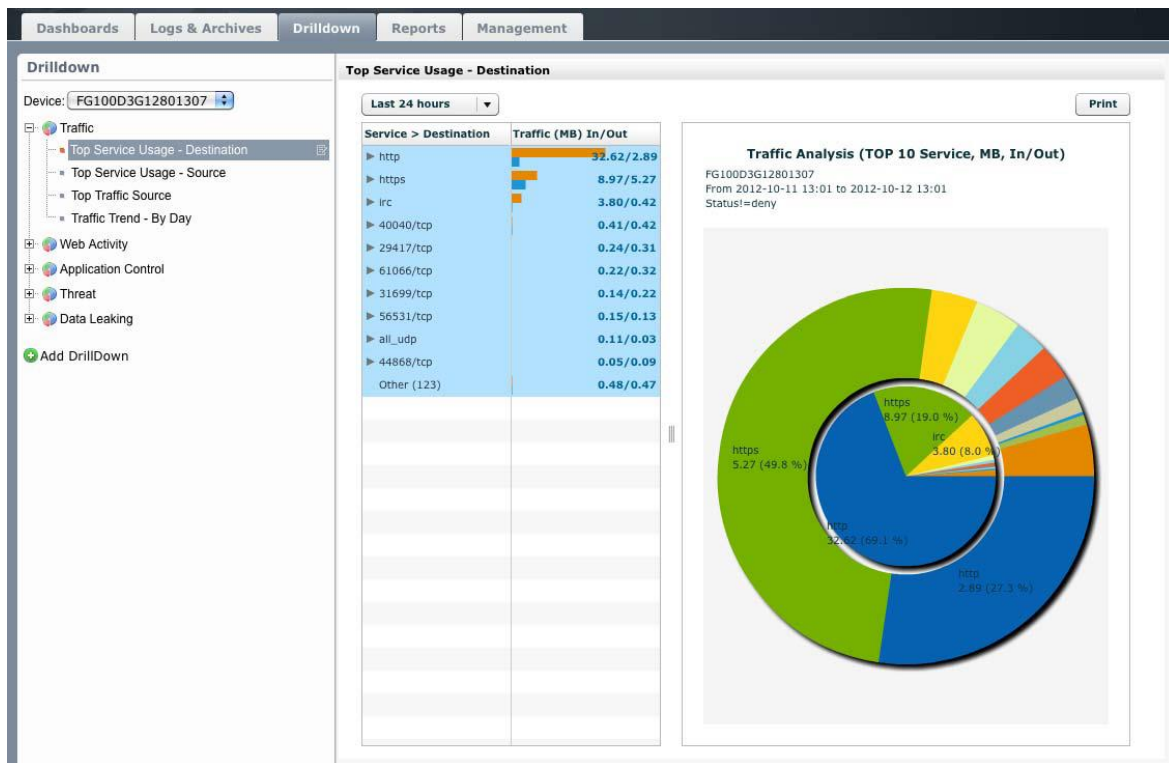 Dashboards Logs & Archives Drilldown Reports Management
Drilldown
Device: FG100D3G12801307
Traffic
Top Service Usage - Destination
Top Service Usage - Source
Top Traffic Source
Traffic Trend - By Day
Web Activity
Application Control
Threat
Data Leaking
Add DrillDown
Top Service Usage - Destination
Last 24 hours
Print
Service > Destination Traffic (MB) In/Out
http 32.62/2.89
https 8.97/5.27
irc 3.80/0.42
40040/tcp 0.41/0.42
29417/tcp 0.24/0.31
61066/tcp 0.22/0.32
31699/tcp 0.14/0.22
56531/tcp 0.15/0.13
all_udp 0.11/0.03
44868/tcp 0.05/0.09
Other (123) 0.48/0.47
Traffic Analysis (TOP 10 Service, MB, In/Out)
FG100D3G12801307
From 2012-10-11 13:01 to 2012-10-12 13:01
Status!=deny
https
8.97 (19.0 %)
irc
3.80 (8.0 %)
https
5.27 (49.8 %)
http
32.62 (69.1 %)
http
2.89 (27.3 %)